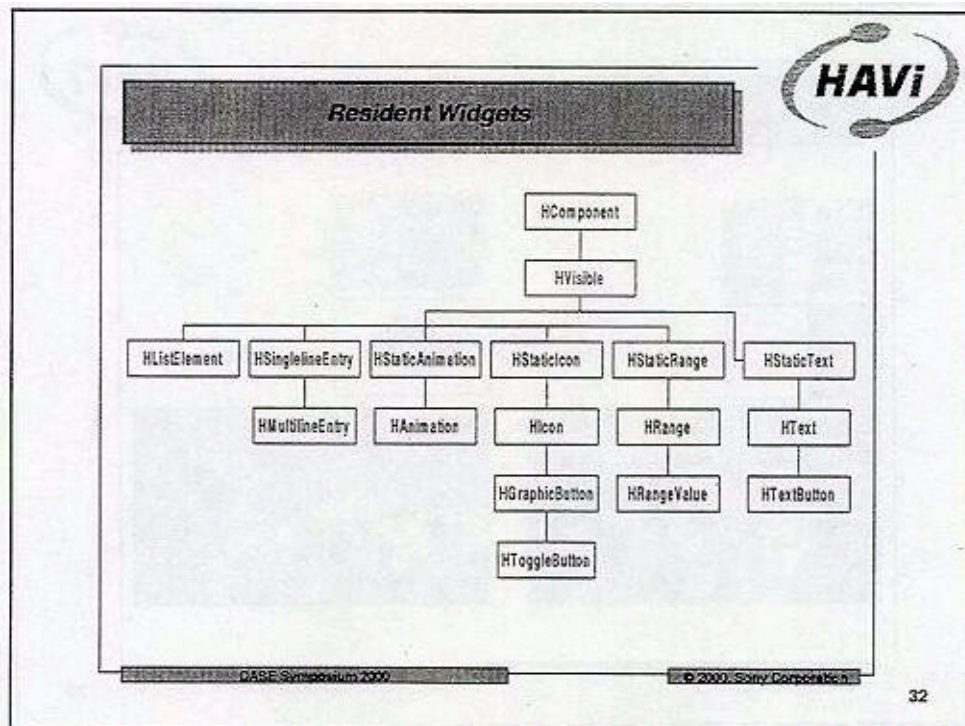 HAVi
Resident Widgets
HComponent
HVisible
HListElement HSinglelineEntry HStaticAnimation HStaticIcon HStaticRange HStaticText
HMultilineEntry HAnimation HIcon HRange HText
HGraphicButton HRangeValue HTextButton
HToggleButton
DASE Symposium 2000
© 2000, Sony Corporation
32